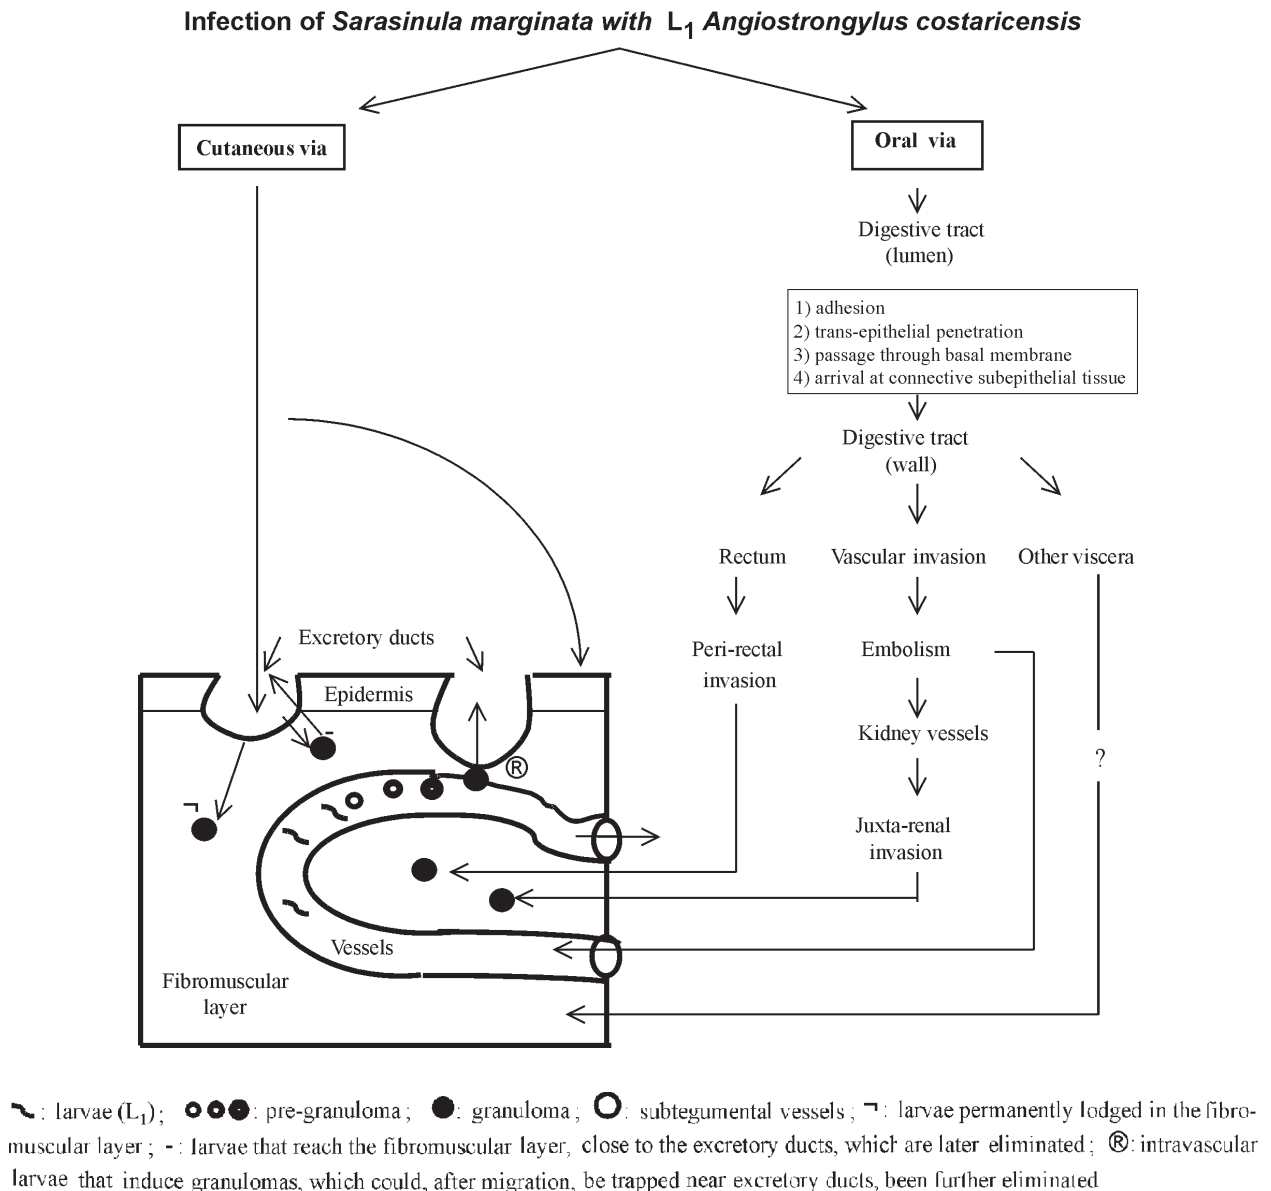 Infection of Sarasinula marginata with L1 Angiostrongylus costaricensis
Cutaneous via
Oral via
Digestive tract
(lumen)
1) adhesion
2) trans-epithelial penetration
3) passage through basal membrane
4) arrival at connective subepithelial tissue
Digestive tract
(wall)
Rectum
Vascular invasion
Other viscera
Peri-rectal
invasion
Embolism
Kidney vessels
?
Juxta-renal
invasion
Excretory ducts
Epidermis
-
®
¬
Vessels
Fibromuscular
layer
: larvae (L1); : pre-granuloma ; : granuloma ; : subtegumental vessels ; ¬ : larvae permanently lodged in the fibro-
muscular layer ; - : larvae that reach the fibromuscular layer, close to the excretory ducts, which are later eliminated ; ® : intravascular
larvae that induce granulomas, which could, after migration, be trapped near excretory ducts, been further eliminated